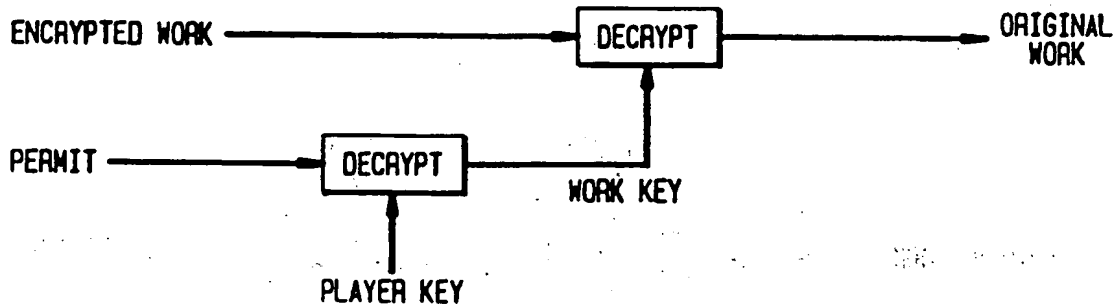 ENCRYPTED WORK
DECRYPT
ORIGINAL
WORK
PERMIT
DECRYPT
WORK KEY
PLAYER KEY